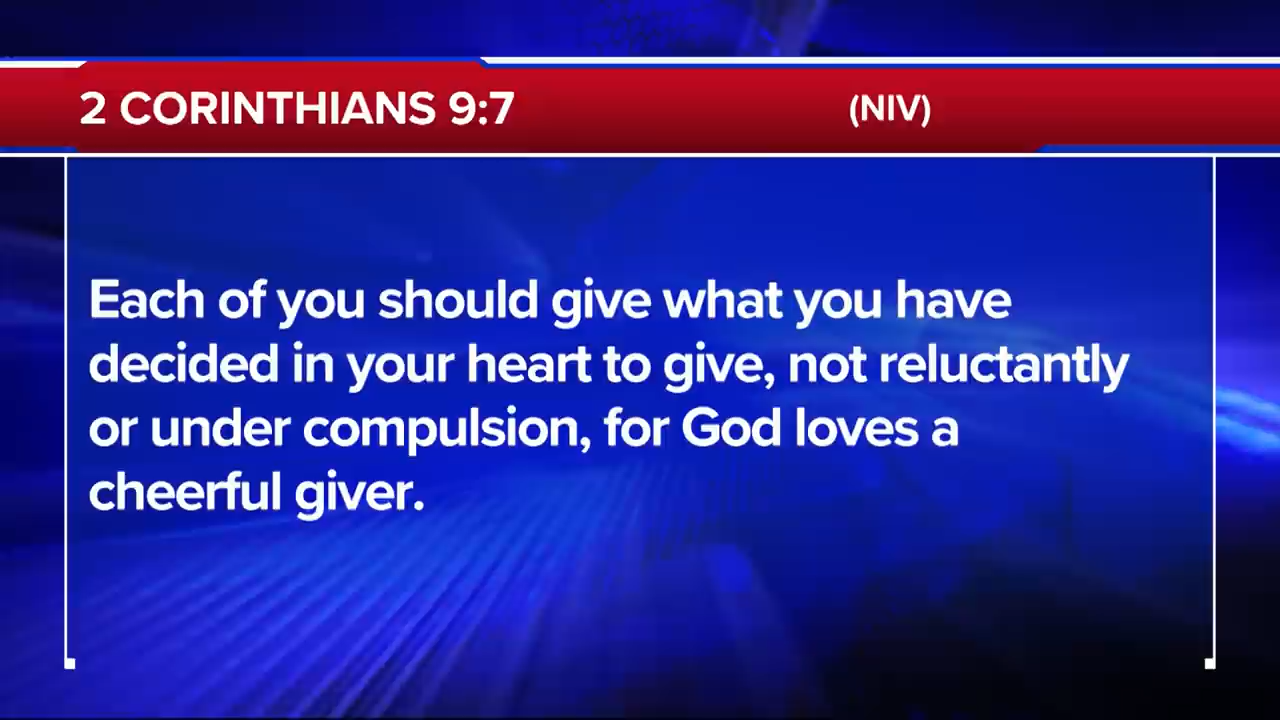 2 CORINTHIANS 9:7 (NIV)
Each of you should give what you have
decided in your heart to give, not reluctantly
or under compulsion, for God loves a
cheerful giver.